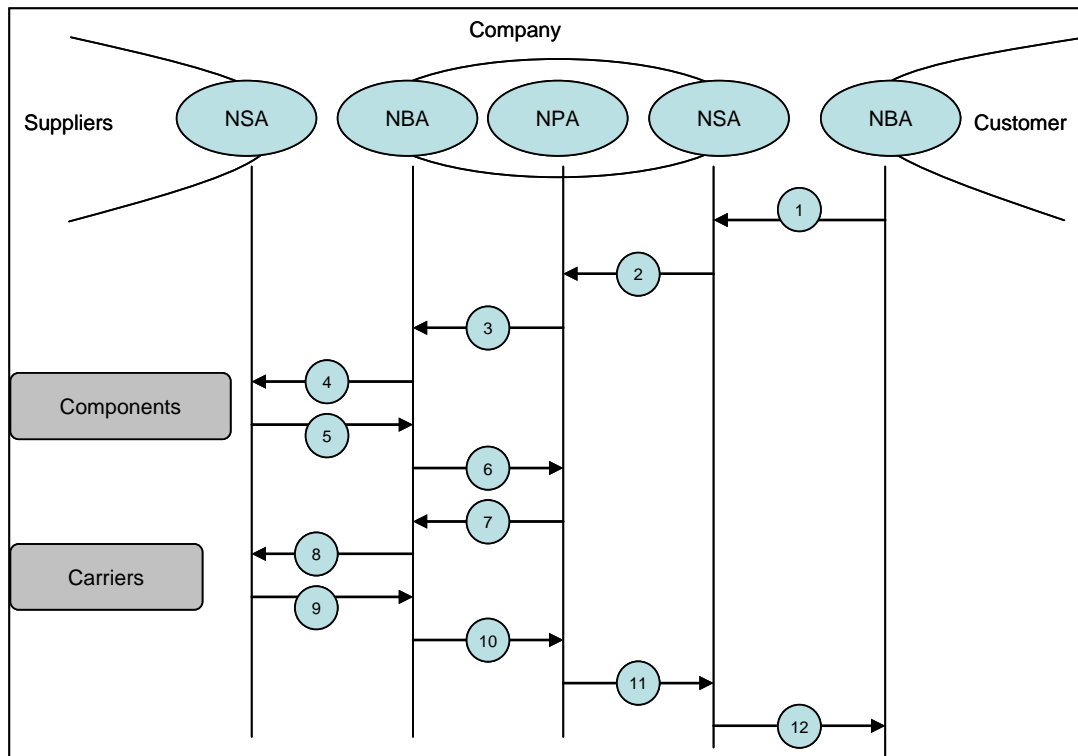 Company
Suppliers
NSA
NBA
NPA
NSA
NBA
Customer
1
2
3
4
Components
5
6
7
8
Carriers
9
10
11
12